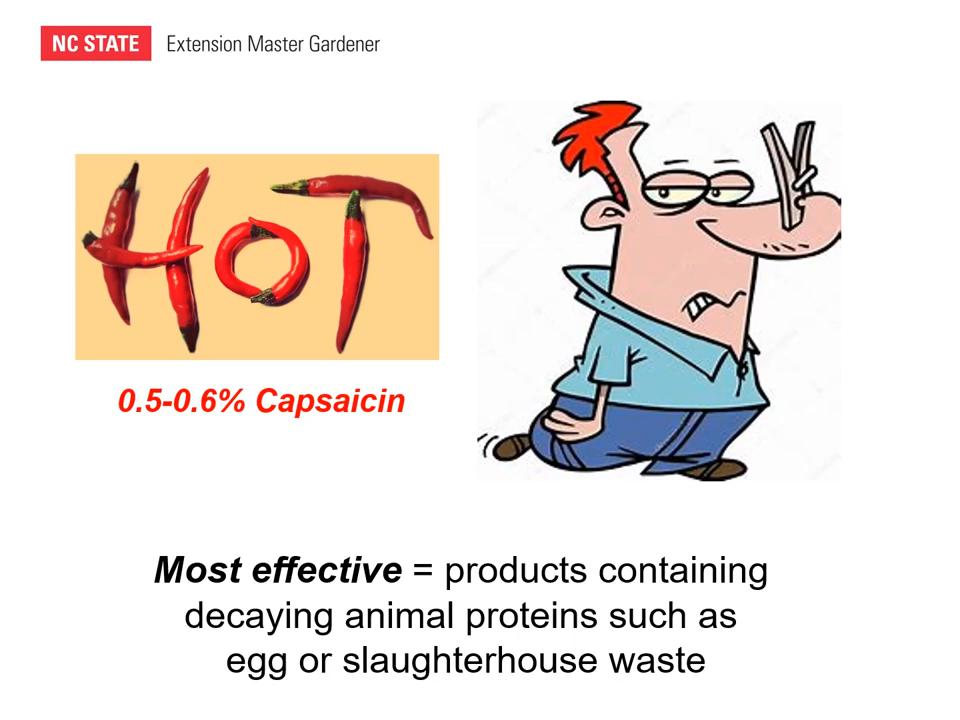 NC STATE Extension Master Gardener
HOT
0.5-0.6% Capsaicin
Most effective = products containing
decaying animal proteins such as
egg or slaughterhouse waste